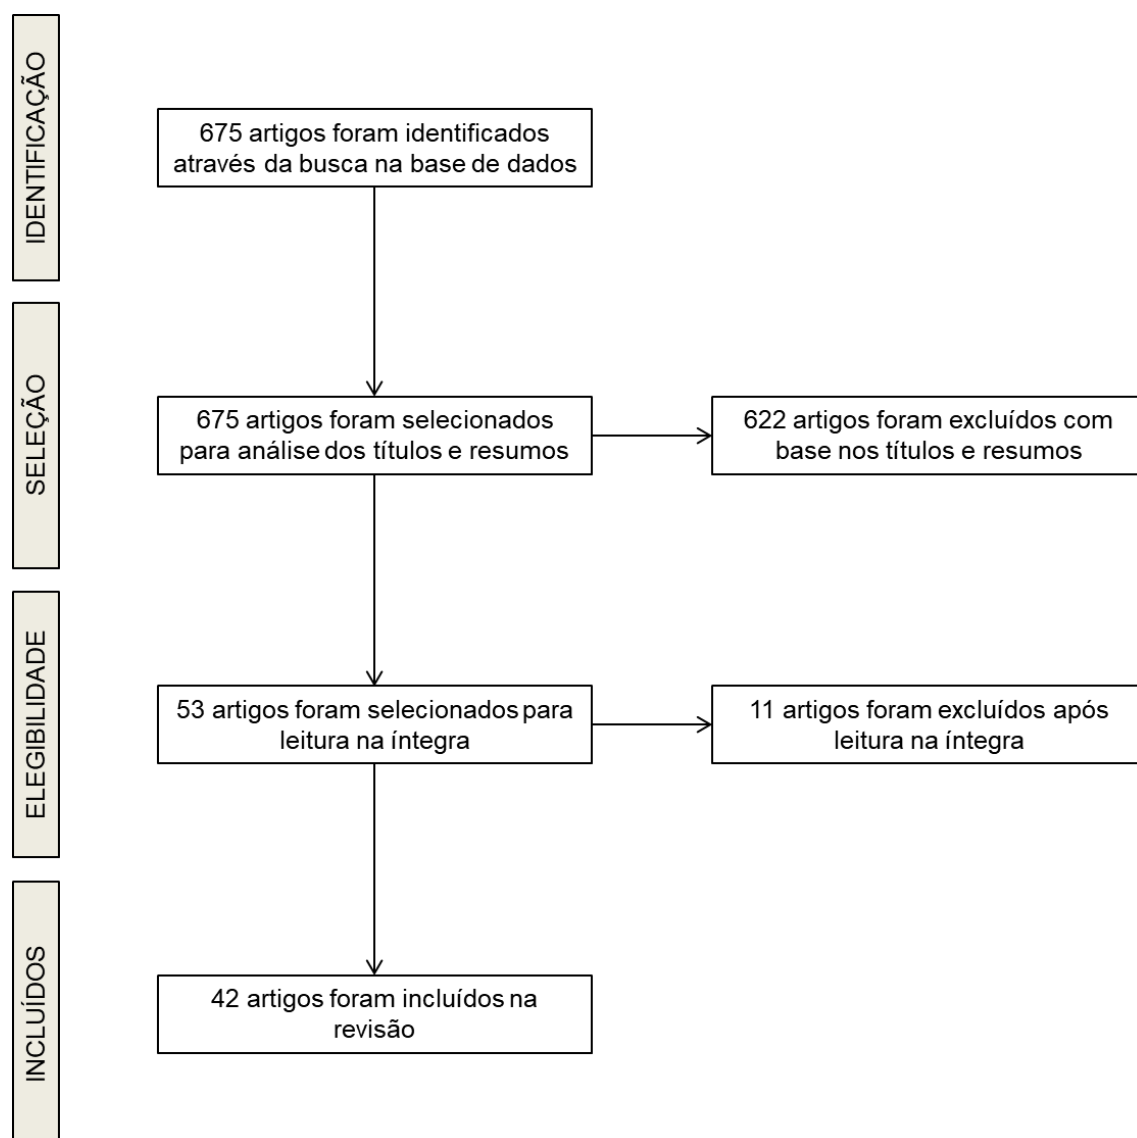 IDENTIFICAÇÃO
675 artigos foram identificados
através da busca na base de dados
SELEÇÃO
675 artigos foram selecionados
para análise dos títulos e resumos
622 artigos foram excluídos com
base nos títulos e resumos
ELEGIBILIDADE
53 artigos foram selecionados para
leitura na íntegra
11 artigos foram excluídos após
leitura na íntegra
INCLUÍDOS
42 artigos foram incluídos na
revisão